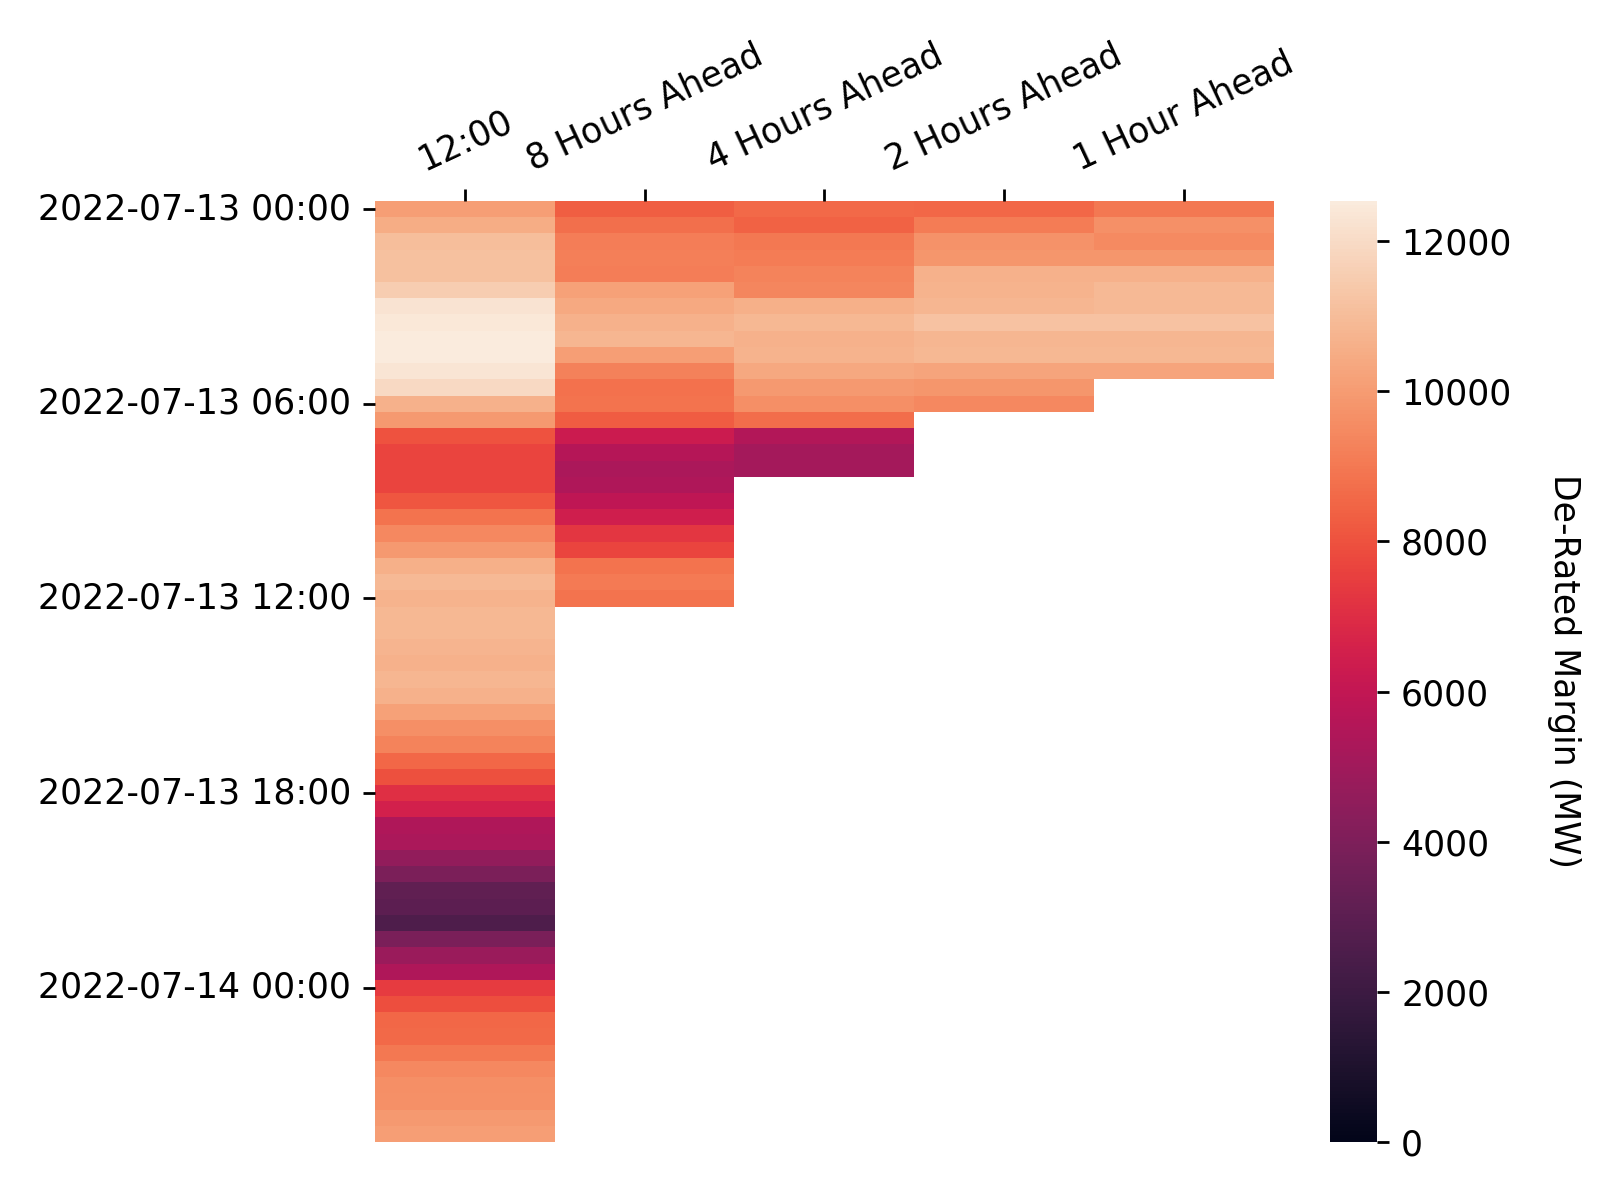 12:00
8 Hours Ahead
4 Hours Ahead
2 Hours Ahead
1 Hour Ahead
2022-07-13 00:00
2022-07-13 06:00
2022-07-13 12:00
2022-07-13 18:00
2022-07-14 00:00
12000
10000
8000
6000
4000
2000
0
De-Rated Margin (MW)